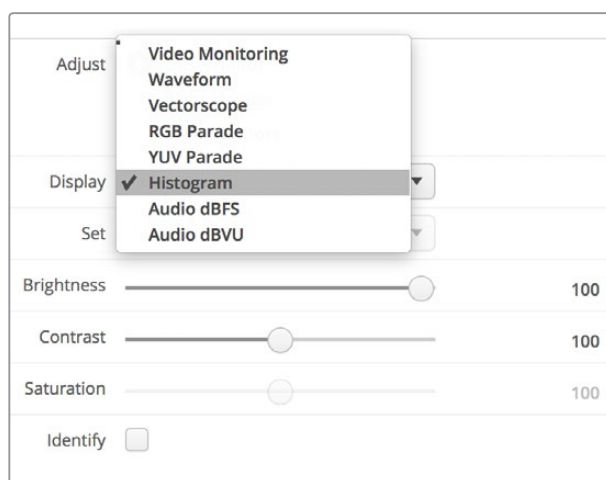 Adjust
Video Monitoring
Waveform
Vectorscope
RGB Parade
YUV Parade
Display ✓ Histogram
Audio dBFS
Set Audio dBVU
Brightness 100
Contrast 100
Saturation 100
Identify